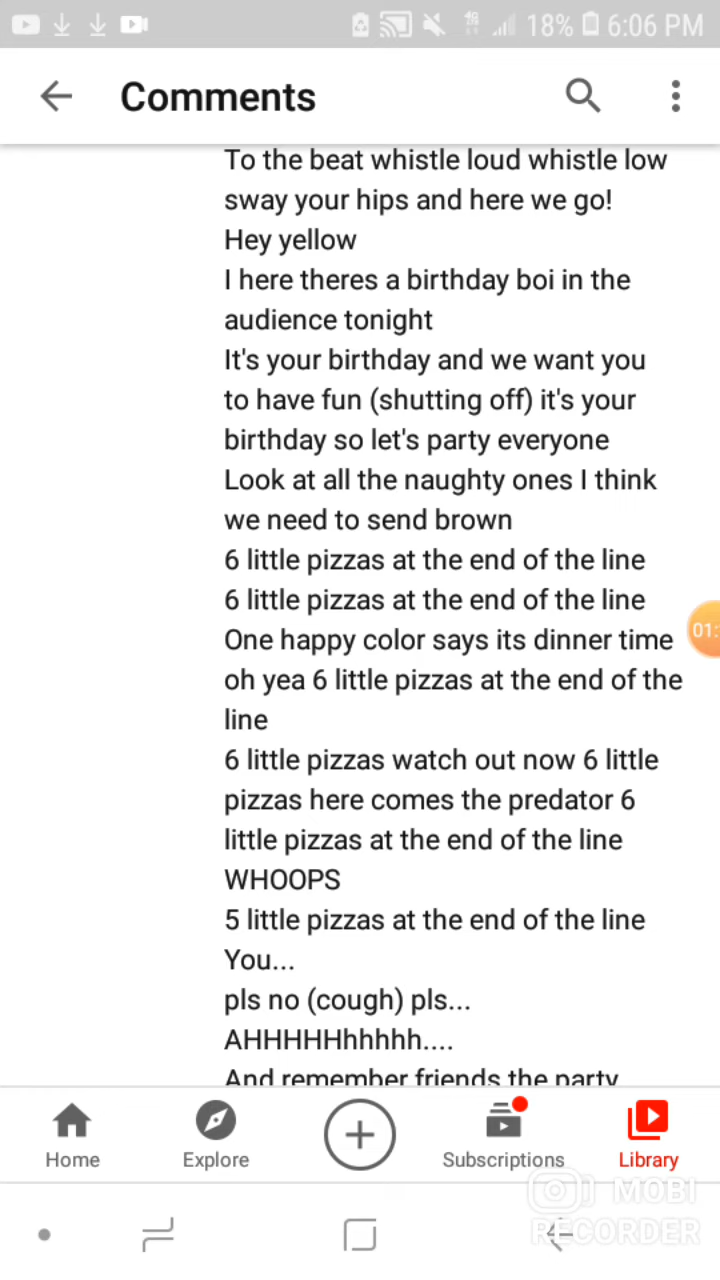 4G 18% 6:06 PM
Comments
To the beat whistle loud whistle low
sway your hips and here we go!
Hey yellow
I here theres a birthday boi in the
audience tonight
It's your birthday and we want you
to have fun (shutting off) it's your
birthday so let's party everyone
Look at all the naughty ones I think
we need to send brown
6 little pizzas at the end of the line
6 little pizzas at the end of the line
One happy color says its dinner time
oh yea 6 little pizzas at the end of the
line
6 little pizzas watch out now 6 little
pizzas here comes the predator 6
little pizzas at the end of the line
WHOOPS
5 little pizzas at the end of the line
You...
pls no (cough) pls...
AHHHHHhhhhh....
And remember friends the party
01:
Home Explore Subscriptions Library
MOBI
RECORDER